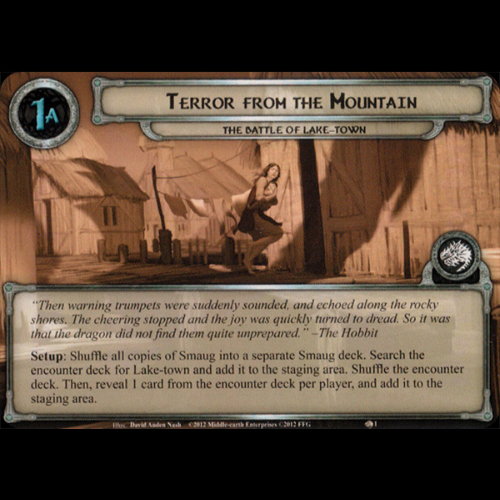 1A
TERROR FROM THE MOUNTAIN
THE BATTLE OF LAKE-TOWN
“Then warning trumpets were suddenly sounded, and echoed along the rocky
shores. The cheering stopped and the joy was quickly turned to dread. So it was
that the dragon did not find them quite unprepared.” –The Hobbit
Setup: Shuffle all copies of Smaug into a separate Smaug deck. Search the
encounter deck for Lake-town and add it to the staging area. Shuffle the encounter
deck. Then, reveal 1 card from the encounter deck per player, and add it to the
staging area.
Illus. David Auden Nash ©2012 Middle-earth Enterprises ©2012 FFG 1